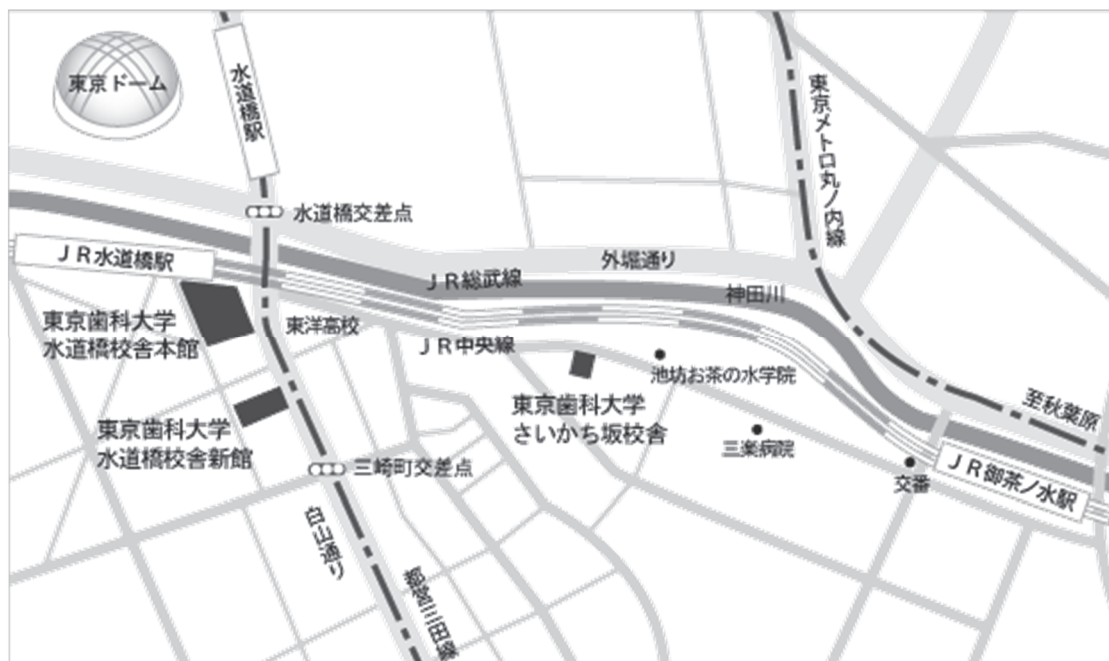 東京ドーム
水道橋駅
東京メトロ丸ノ内線
水道橋交差点
ＪＲ水道橋駅
外堀通り
ＪＲ総武線
神田川
東京歯科大学
水道橋校舎本館
東洋高校
ＪＲ中央線
池坊お茶の水学院
東京歯科大学
さいかち坂校舎
至秋葉原
東京歯科大学
水道橋校舎新館
三楽病院
三崎町交差点
ＪＲ御茶ノ水駅
交番
白山通り
都営三田線